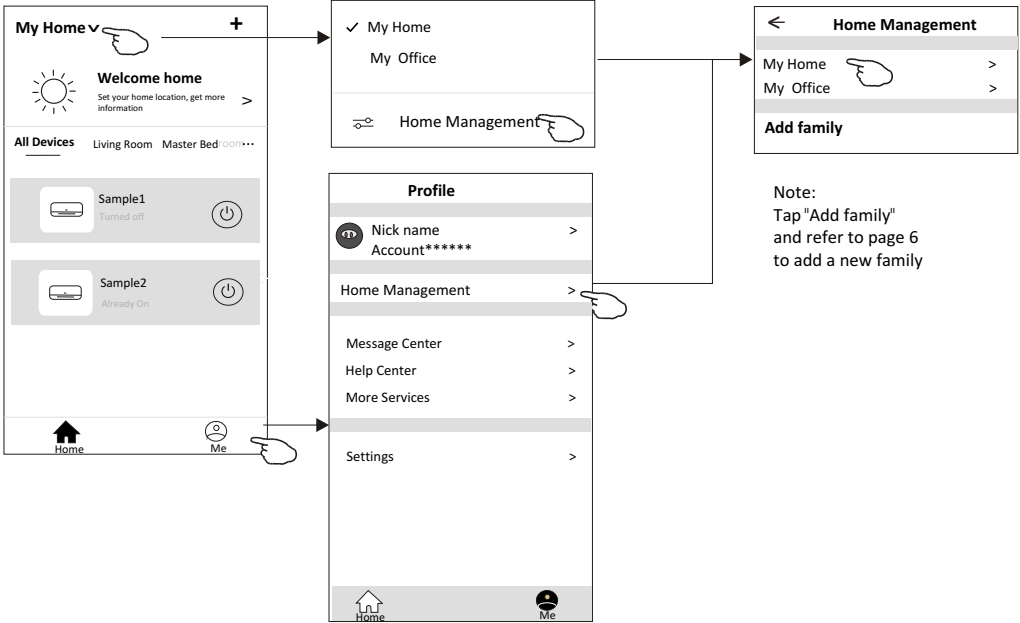 My Home
+
Welcome home
Set your home location, get more
information
>
All Devices Living Room Master Bedroom ···
Sample1
Turned off
Sample2
Already On
Home Me
✓ My Home
My Office
Home Management
Profile
Nick name >
Account******
Home Management >
Message Center >
Help Center >
More Services >
Settings >
Home Me
← Home Management
My Home >
My Office >
Add family
Note:
Tap "Add family"
and refer to page 6
to add a new family